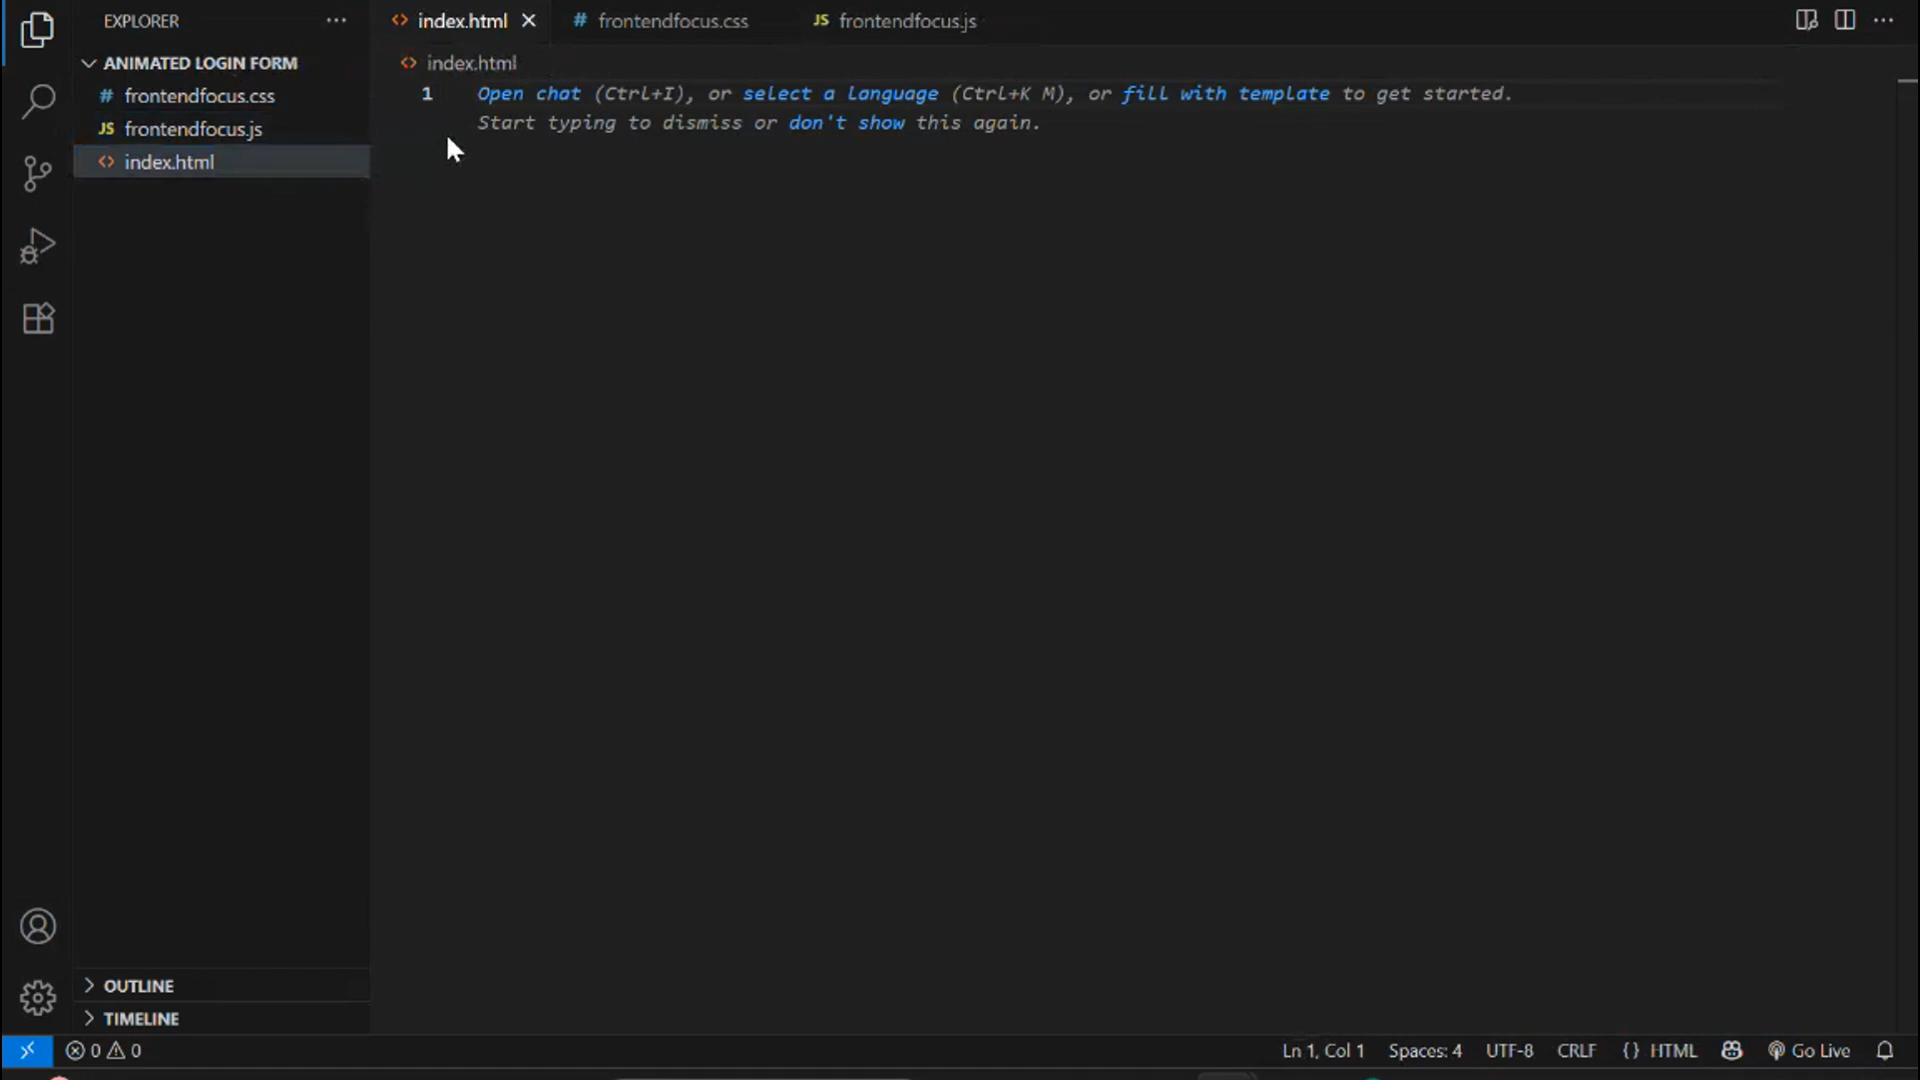 EXPLORER
ANIMATED LOGIN FORM
# frontendfocus.css
JS frontendfocus.js
<> index.html
OUTLINE
TIMELINE
<> index.html
# frontendfocus.css
JS frontendfocus.js
<> index.html
1 Open chat (Ctrl+I), or select a language (Ctrl+K M), or fill with template to get started.
Start typing to dismiss or don't show this again.
0 0
Ln 1, Col 1 Spaces: 4 UTF-8 CRLF {} HTML Go Live